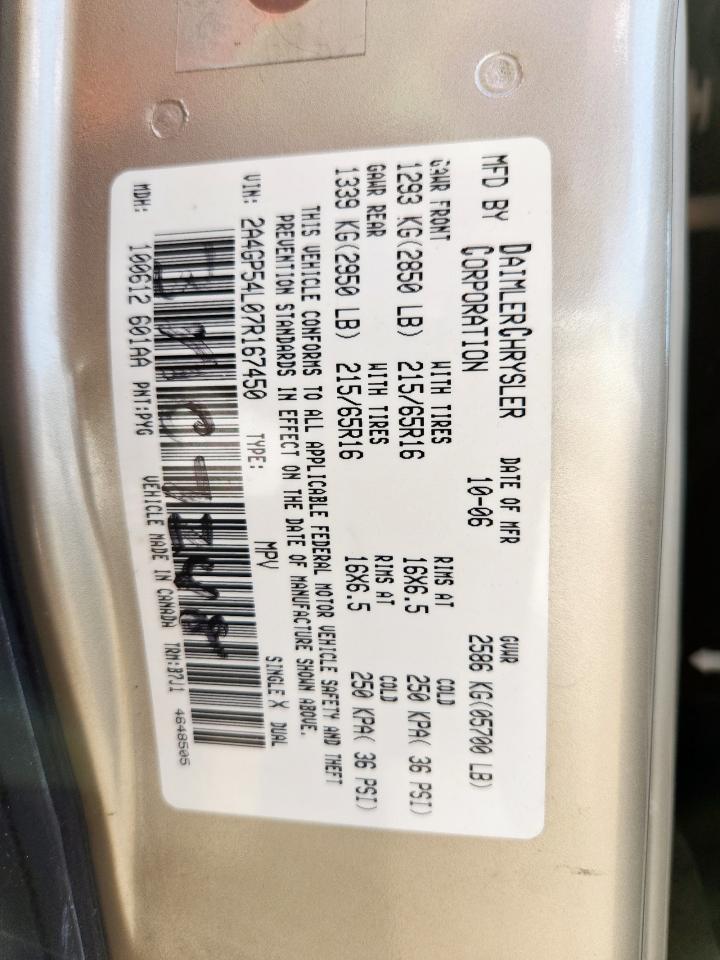 MFD BY DAIMLERCHRYSLER CORPORATION DATE OF MFR 10-06 GVWR 2586 KG(05700 LB)
GAWR FRONT WITH TIRES RIMS AT COLD
1293 KG(2850 LB) 215/65R16 16X6.5 250 KPA( 36 PSI)
GAWR REAR WITH TIRES RIMS AT COLD
1339 KG(2950 LB) 215/65R16 16X6.5 250 KPA( 36 PSI)
THIS VEHICLE CONFORMS TO ALL APPLICABLE FEDERAL MOTOR VEHICLE SAFETY AND THEFT
PREVENTION STANDARDS IN EFFECT ON THE DATE OF MANUFACTURE SHOWN ABOVE.
VIN: 2A4GP54L07R167450 TYPE: MPV SINGLE X DUAL
MDH: 100612 601AA PNT:PYG VEHICLE MADE IN CANADA TRM:B7J1 4648505